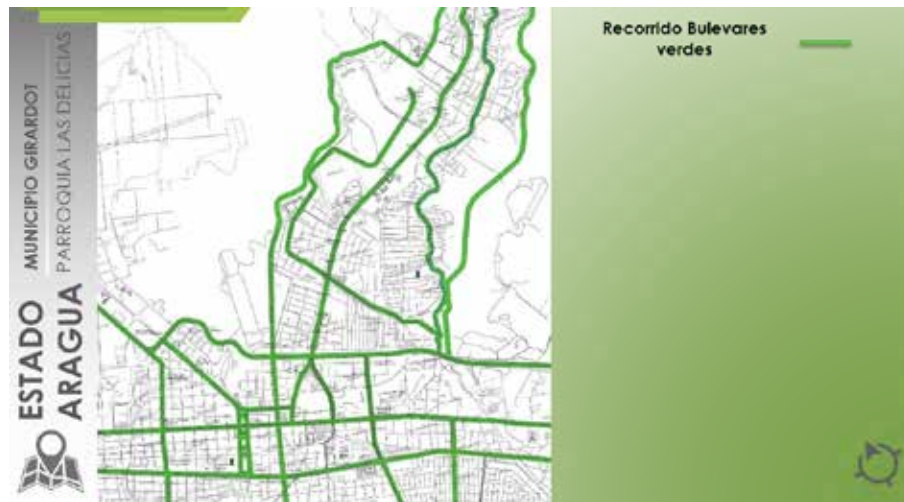 ESTADO
ARAGUA
MUNICIPIO GIRARDOT
PARROQUIA LAS DELICIAS
Recorrido Bulevares
verdes